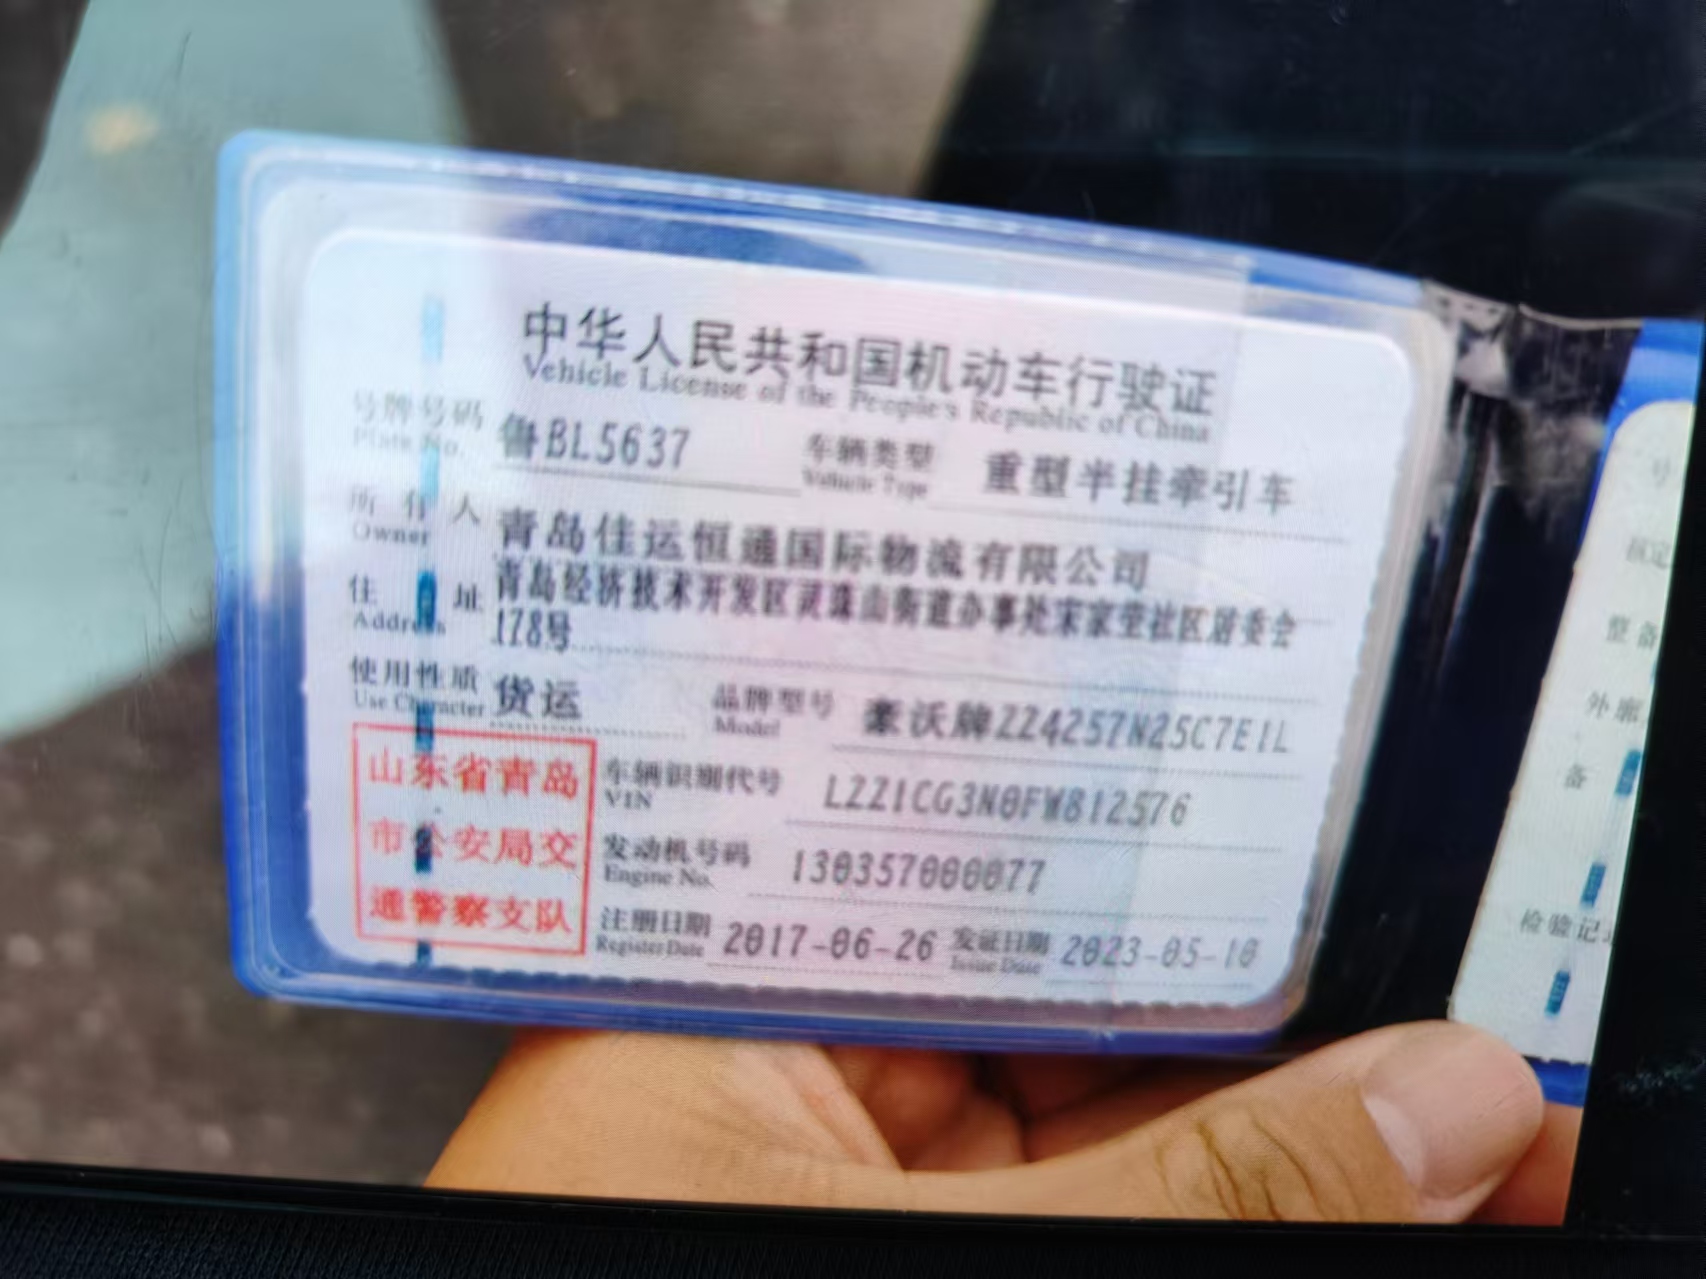 中华人民共和国机动车行驶证
Vehicle License of the People's Republic of China
号牌号码 鲁BL5637 车辆类型 重型半挂牵引车
Plate No. Vehicle Type
所有人 青岛佳运恒通国际物流有限公司
Owner
住址 青岛经济技术开发区灵珠山街道办事处宋家茔社区居委会
Address 178号
使用性质 货运 品牌型号 豪沃牌ZZ4257N25C7E1L
Use Character Model
山东省青岛
市公安局交
通警察支队
车辆识别代号 LZZ1CG3N0FW812576
VIN
发动机号码 130357000077
Engine No.
注册日期 2017-06-26 发证日期 2023-05-10
Register Date Issue Date
号
整备
外廓
备
检验记